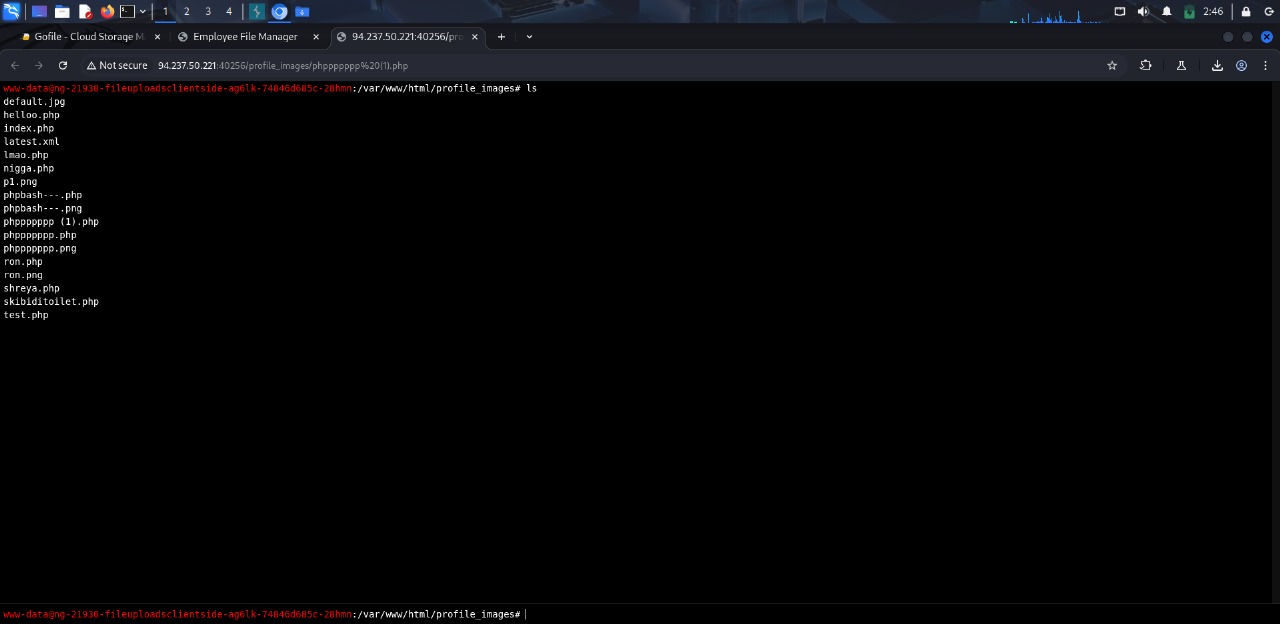 1 2 3 4 2:46
Gofile - Cloud Storage M
Employee File Manager
94.237.50.221:40256/pro
Not secure 94.237.50.221:40256/profile_images/phppppppp%20(1).php
www-data@ng-21930-fileuploadsclientside-ag6lk-74846d685c-28hmn:/var/www/html/profile_images# ls
default.jpg
helloo.php
index.php
latest.xml
lmao.php
nigga.php
p1.png
phpbash---.php
phpbash---.png
phppppppp (1).php
phppppppp.php
phppppppp.png
ron.php
ron.png
shreya.php
skibiditoilet.php
test.php
www-data@ng-21930-fileuploadsclientside-ag6lk-74846d685c-28hmn:/var/www/html/profile_images#